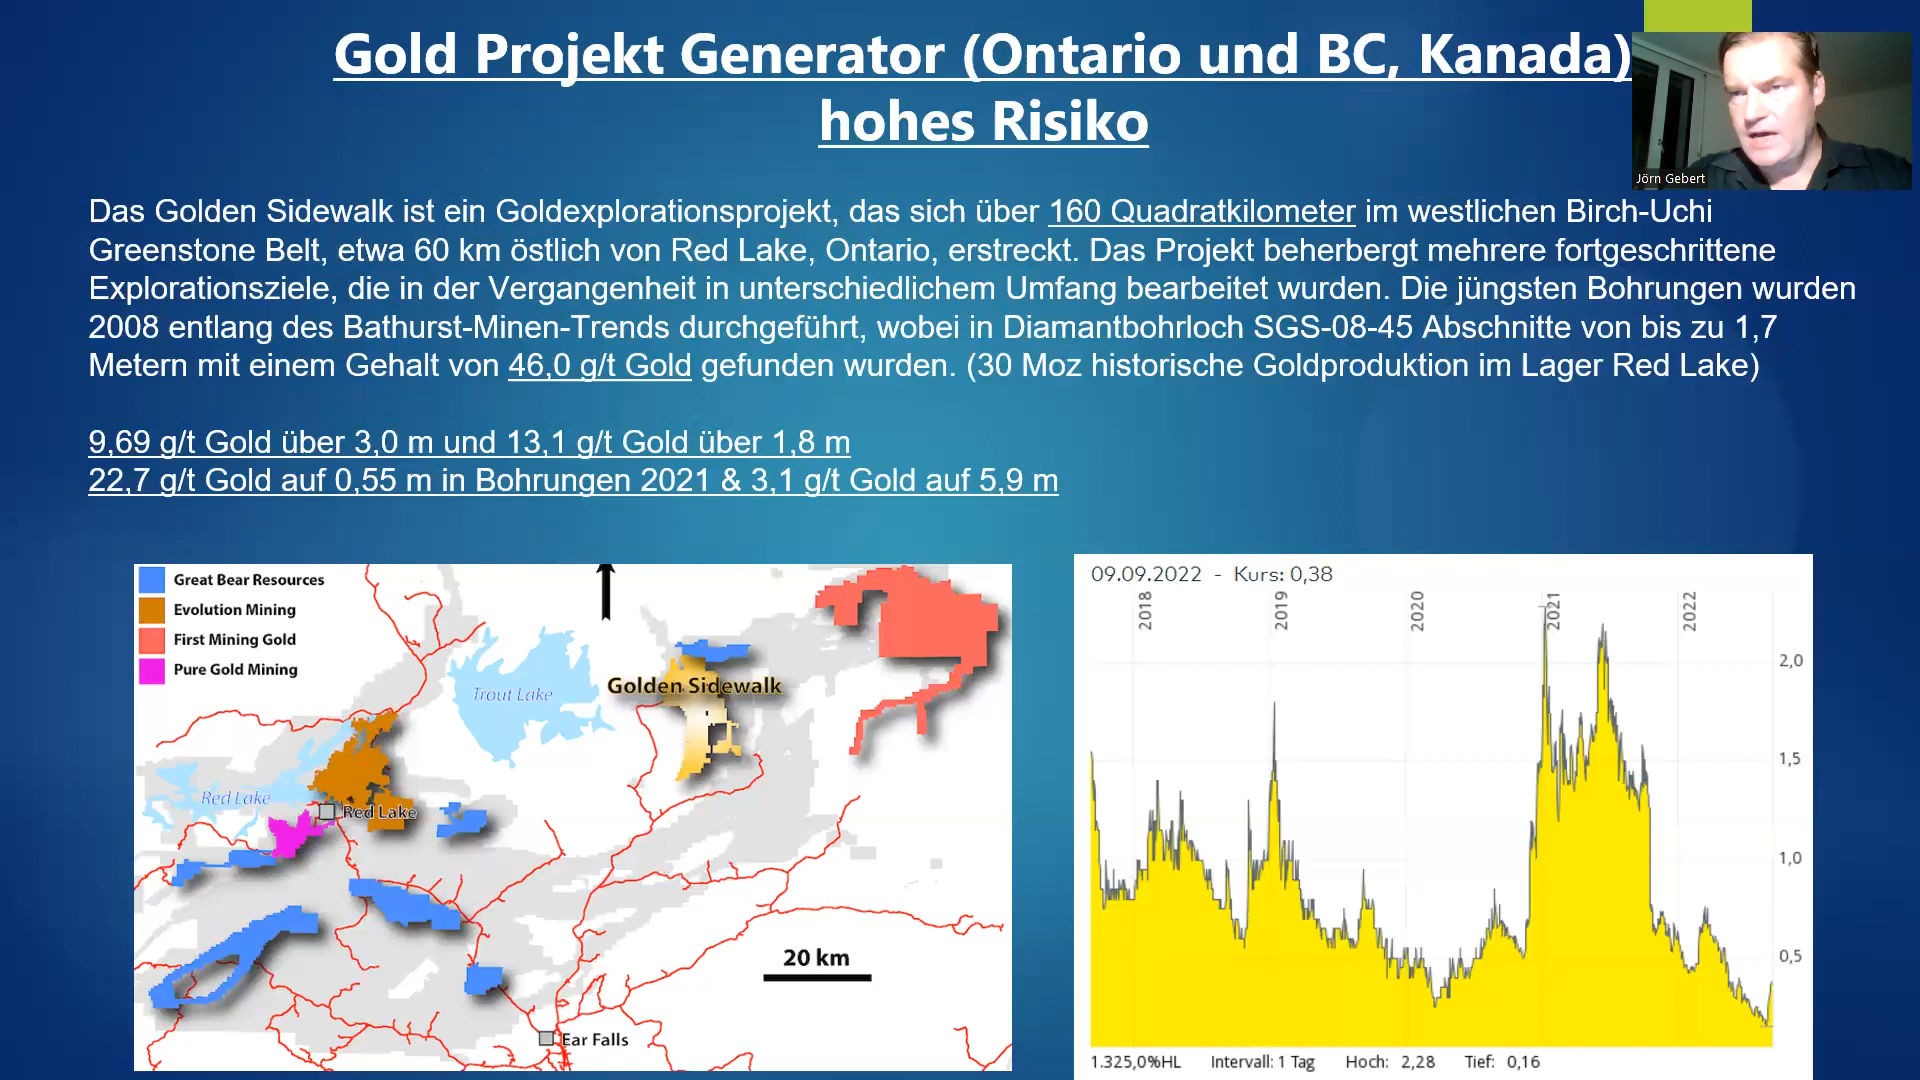 Gold Projekt Generator (Ontario und BC, Kanada)
hohes Risiko
Jörn Gebert
Das Golden Sidewalk ist ein Goldexplorationsprojekt, das sich über 160 Quadratkilometer im westlichen Birch-Uchi
Greenstone Belt, etwa 60 km östlich von Red Lake, Ontario, erstreckt. Das Projekt beherbergt mehrere fortgeschrittene
Explorationsziele, die in der Vergangenheit in unterschiedlichem Umfang bearbeitet wurden. Die jüngsten Bohrungen wurden
2008 entlang des Bathurst-Minen-Trends durchgeführt, wobei in Diamantbohrloch SGS-08-45 Abschnitte von bis zu 1,7
Metern mit einem Gehalt von 46,0 g/t Gold gefunden wurden. (30 Moz historische Goldproduktion im Lager Red Lake)
9,69 g/t Gold über 3,0 m und 13,1 g/t Gold über 1,8 m
22,7 g/t Gold auf 0,55 m in Bohrungen 2021 & 3,1 g/t Gold auf 5,9 m
Great Bear Resources
Evolution Mining
First Mining Gold
Pure Gold Mining
Trout Lake
Golden Sidewalk
Red Lake
Red Lake
20 km
Ear Falls
09.09.2022 - Kurs: 0,38
2018
2019
2020
2021
2022
2,0
1,5
1,0
0,5
1.325,0%HL Intervall: 1 Tag Hoch: 2,28 Tief: 0,16